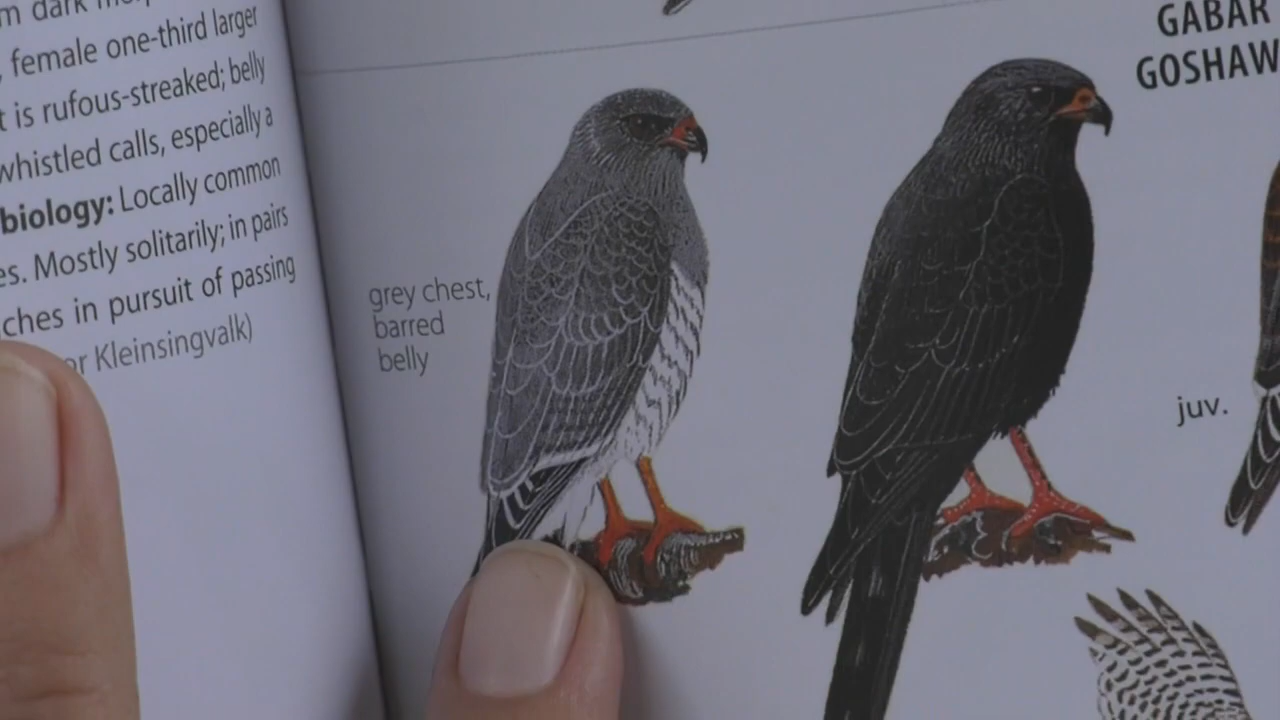 female one-third larger
t is rufous-streaked; belly
whistled calls, especially a
biology: Locally common
es. Mostly solitarily; in pairs
ches in pursuit of passing
or Kleinsingvalk)
grey chest,
barred
belly
GABAR
GOSHAW
juv.